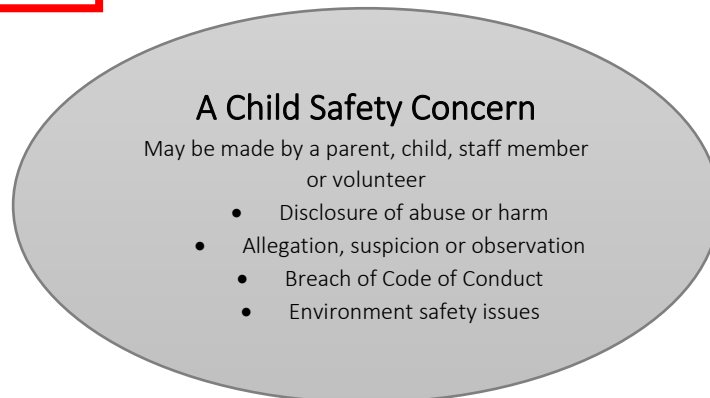 A Child Safety Concern
May be made by a parent, child, staff member
or volunteer
• Disclosure of abuse or harm
• Allegation, suspicion or observation
• Breach of Code of Conduct
• Environment safety issues